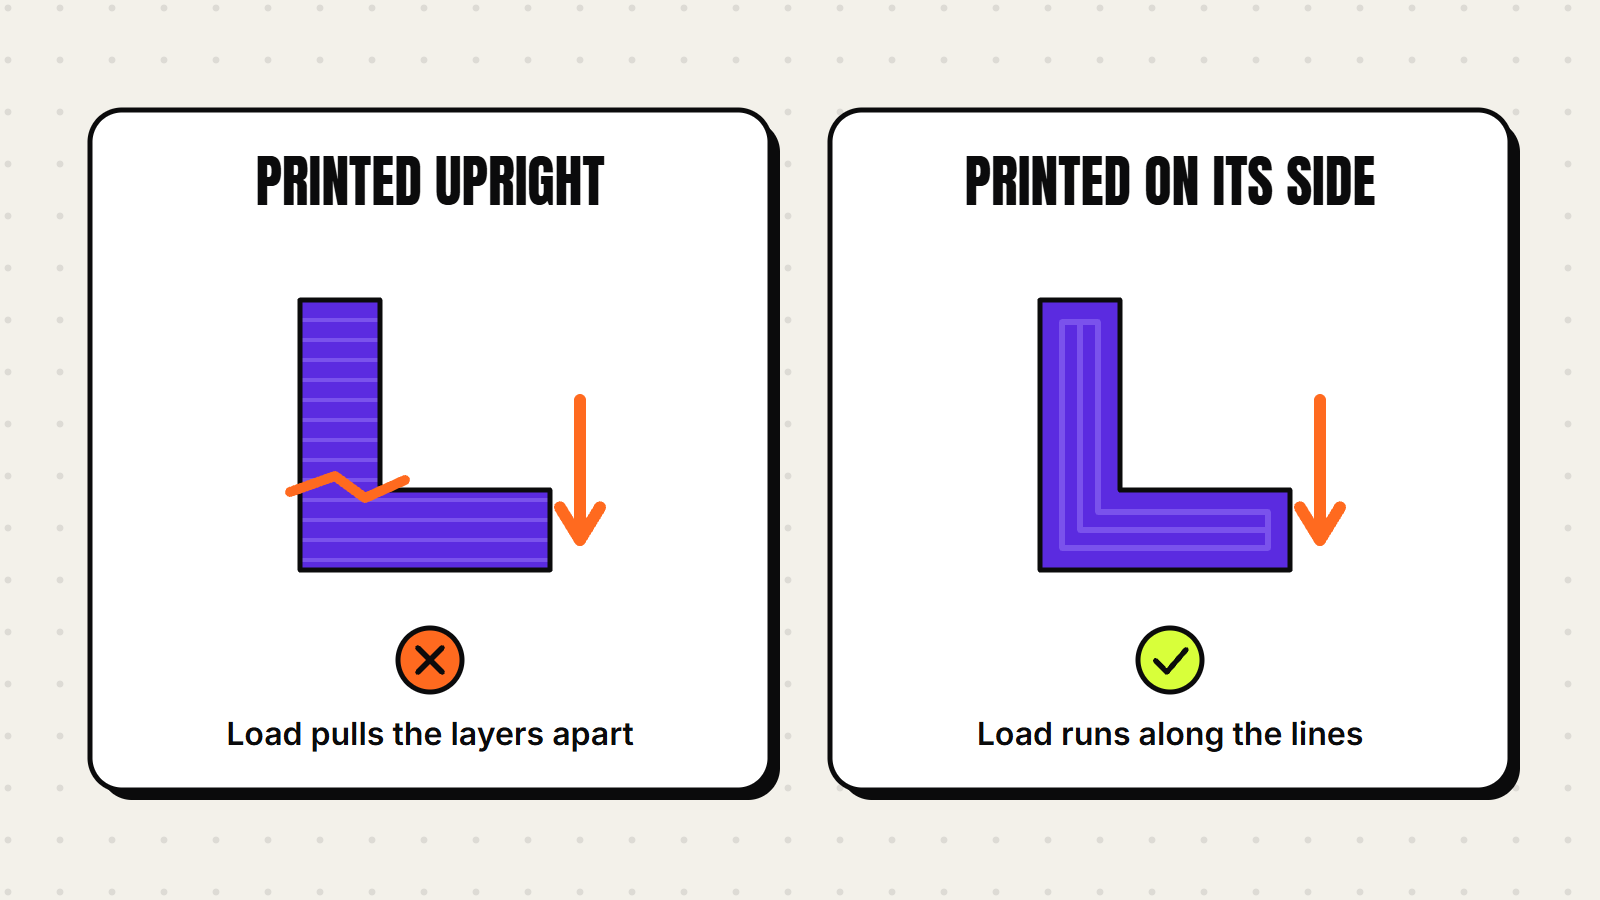 PRINTED UPRIGHT
Load pulls the layers apart
PRINTED ON ITS SIDE
Load runs along the lines